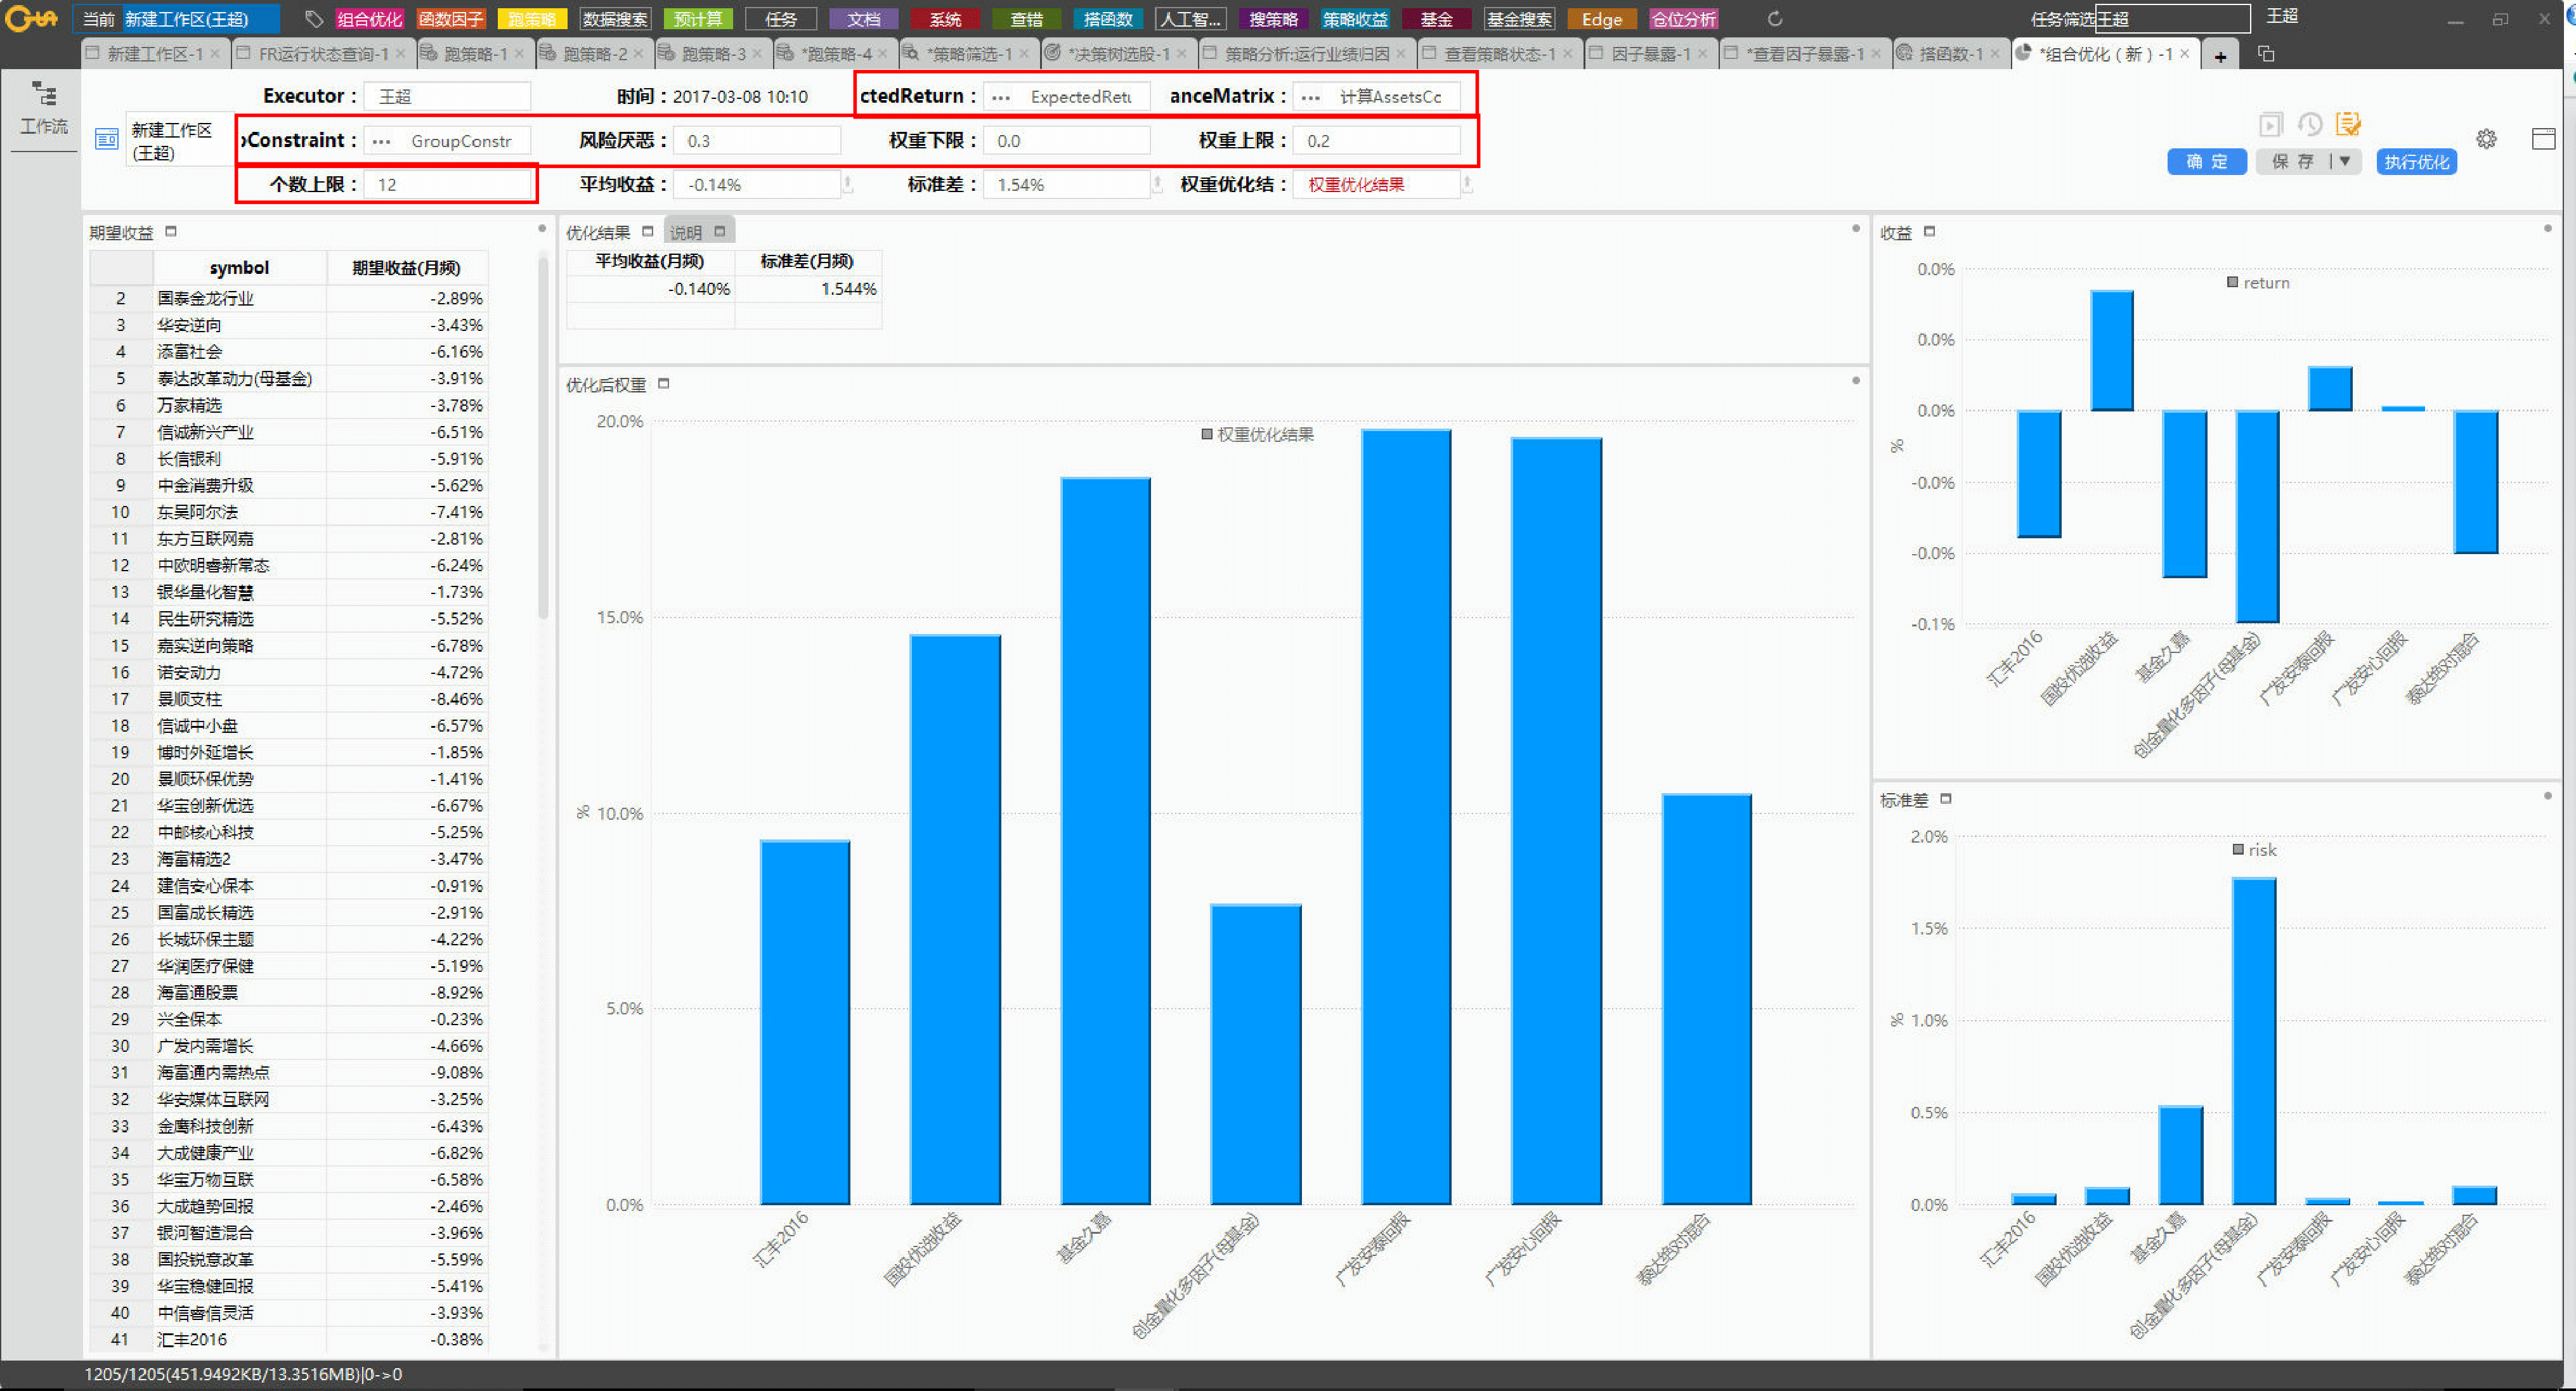 当前 新建工作区(王超) 组合优化 函数因子 跑策略 数据搜索 预计算 任务 文档 系统 查错 搭函数 人工智... 搜策略 策略收益 基金 基金搜索 Edge 仓位分析 任务筛选 王超 王超
新建工作区-1 FR运行状态查询-1 跑策略-1 跑策略-2 跑策略-3 *跑策略-4 *策略筛选-1 *决策树选股-1 策略分析:运行业绩归因 查看策略状态-1 因子暴露-1 *查看因子暴露-1 搭函数-1 *组合优化（新）-1
工作流
新建工作区
(王超)
Executor： 王超 时间：2017-03-08 10:10 ctedReturn： ... ExpectedRetu anceMatrix： ... 计算AssetsCc
oConstraint： ... GroupConstr 风险厌恶： 0.3 权重下限： 0.0 权重上限： 0.2
个数上限： 12 平均收益： -0.14% 标准差： 1.54% 权重优化结： 权重优化结果
确 定 保 存 执行优化
期望收益
symbol 期望收益(月频)
2 国泰金龙行业 -2.89%
3 华安逆向 -3.43%
4 添富社会 -6.16%
5 泰达改革动力(母基金) -3.91%
6 万家精选 -3.78%
7 信诚新兴产业 -6.51%
8 长信银利 -5.91%
9 中金消费升级 -5.62%
10 东吴阿尔法 -7.41%
11 东方互联网嘉 -2.81%
12 中欧明睿新常态 -6.24%
13 银华量化智慧 -1.73%
14 民生研究精选 -5.52%
15 嘉实逆向策略 -6.78%
16 诺安动力 -4.72%
17 景顺支柱 -8.46%
18 信诚中小盘 -6.57%
19 博时外延增长 -1.85%
20 景顺环保优势 -1.41%
21 华宝创新优选 -6.67%
22 中邮核心科技 -5.25%
23 海富精选2 -3.47%
24 建信安心保本 -0.91%
25 国富成长精选 -2.91%
26 长城环保主题 -4.22%
27 华润医疗保健 -5.19%
28 海富通股票 -8.92%
29 兴全保本 -0.23%
30 广发内需增长 -4.66%
31 海富通内需热点 -9.08%
32 华安媒体互联网 -3.25%
33 金鹰科技创新 -6.43%
34 大成健康产业 -6.82%
35 华宝万物互联 -6.58%
36 大成趋势回报 -2.46%
37 银河智造混合 -3.96%
38 国投锐意改革 -5.59%
39 华宝稳健回报 -5.41%
40 中信睿信灵活 -3.93%
41 汇丰2016 -0.38%
优化结果 说明
平均收益(月频) 标准差(月频)
-0.140% 1.544%
优化后权重
权重优化结果
%
20.0%
15.0%
10.0%
5.0%
0.0%
汇丰2016 国投优选收益 基金久嘉 创金量化多因子(母基金) 广发安泰回报 广发安心回报 泰达绝对混合
收益
return
%
0.0%
0.0%
0.0%
-0.0%
-0.0%
-0.1%
汇丰2016 国投优选收益 基金久嘉 创金量化多因子(母基金) 广发安泰回报 广发安心回报 泰达绝对混合
标准差
risk
%
2.0%
1.5%
1.0%
0.5%
0.0%
汇丰2016 国投优选收益 基金久嘉 创金量化多因子(母基金) 广发安泰回报 广发安心回报 泰达绝对混合
1205/1205(451.9492KB/13.3516MB)|0->0